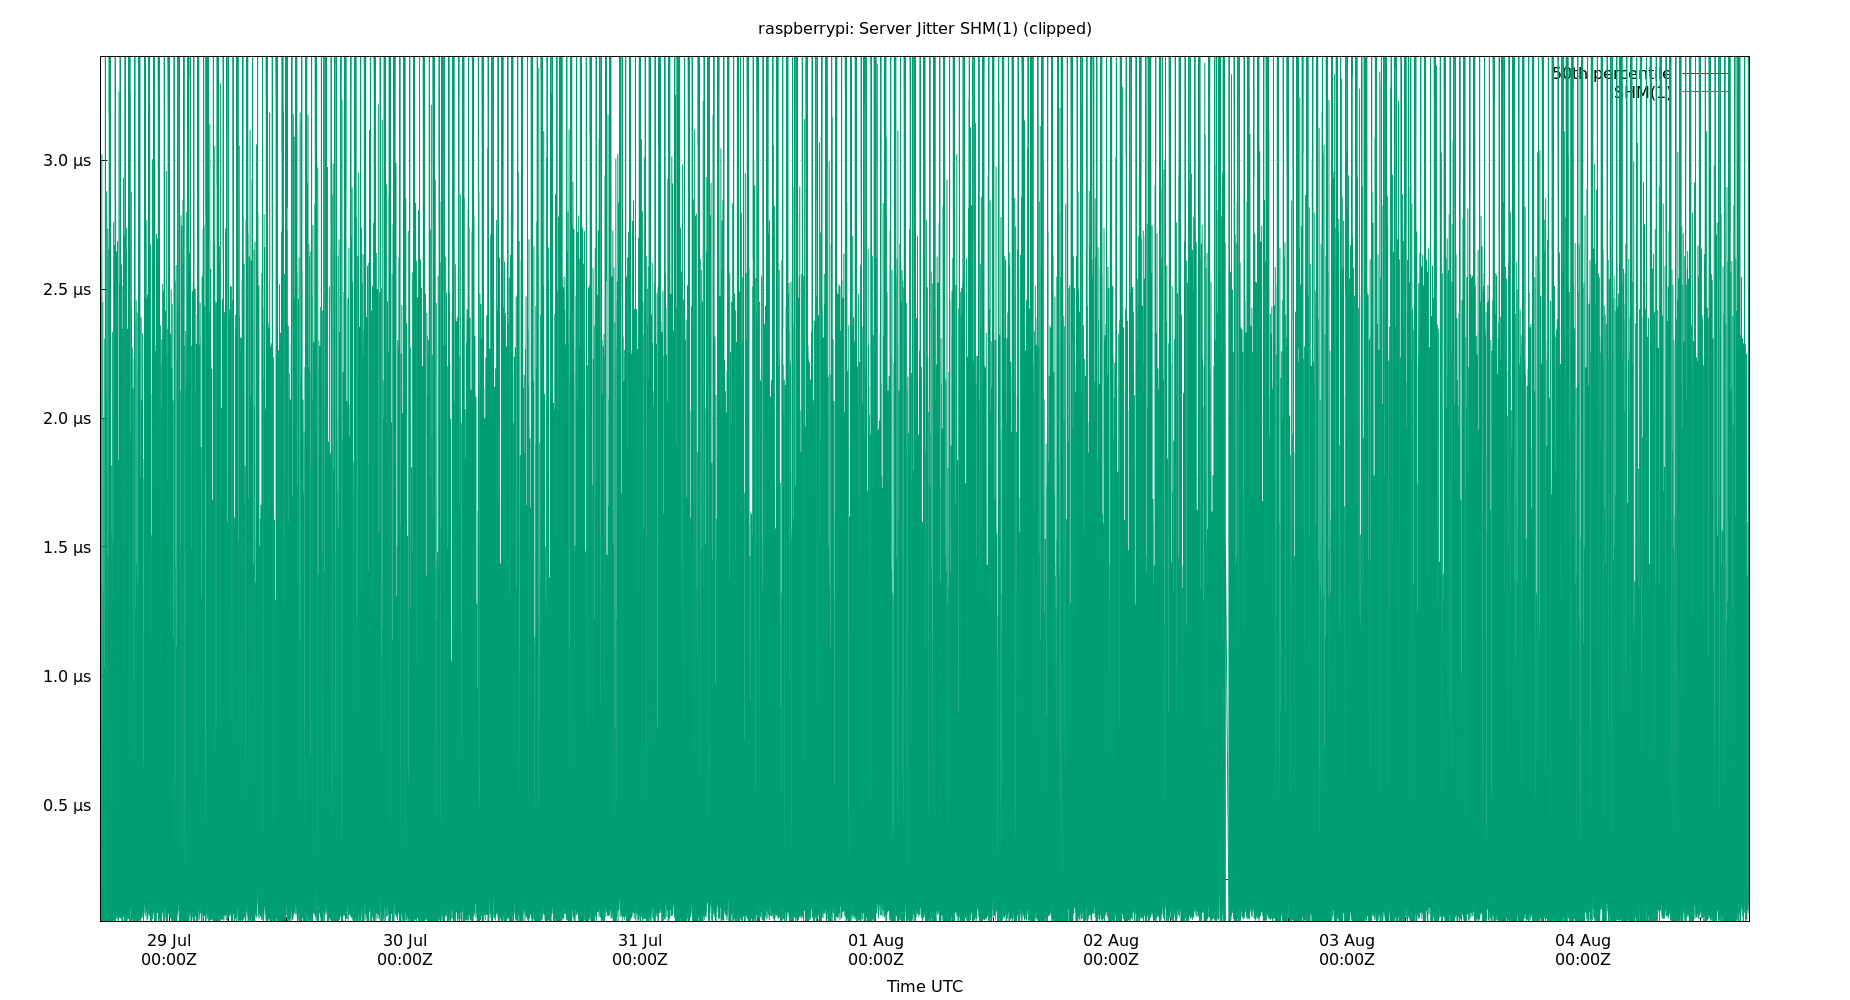 raspberrypi: Server Jitter SHM(1) (clipped)
50th percentile
SHM(1)
3.0 µs
2.5 µs
2.0 µs
1.5 µs
1.0 µs
0.5 µs
29 Jul 30 Jul 31 Jul 01 Aug 02 Aug 03 Aug 04 Aug
00:00Z 00:00Z 00:00Z 00:00Z 00:00Z 00:00Z 00:00Z
Time UTC